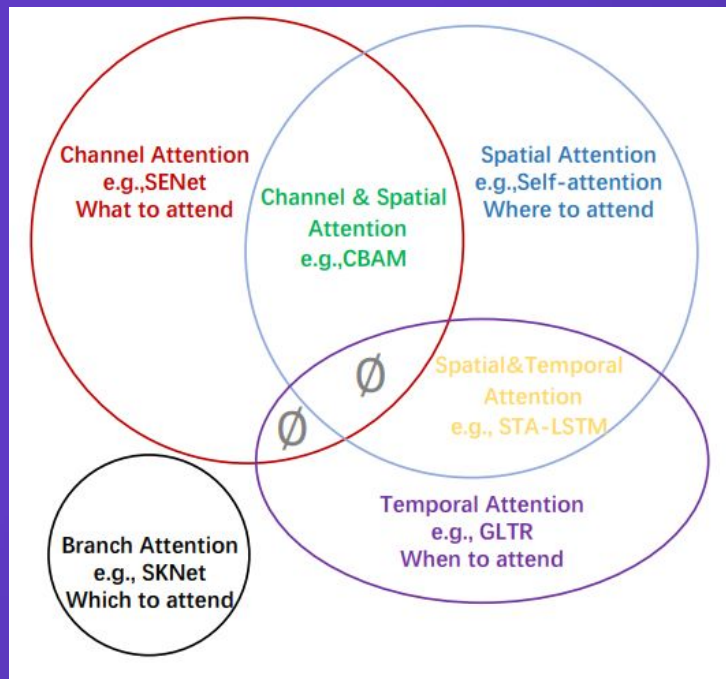 Channel Attention
e.g.,SENet
What to attend
Channel & Spatial
Attention
e.g.,CBAM
Spatial Attention
e.g.,Self-attention
Where to attend
Ø
Ø
Spatial&Temporal
Attention
e.g., STA-LSTM
Temporal Attention
e.g., GLTR
When to attend
Branch Attention
e.g., SKNet
Which to attend